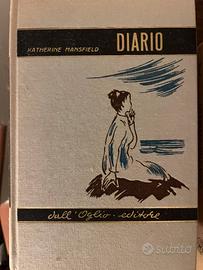 KATHERINE MANSFIELD DIARIO
dall'Oglio - editore
subito